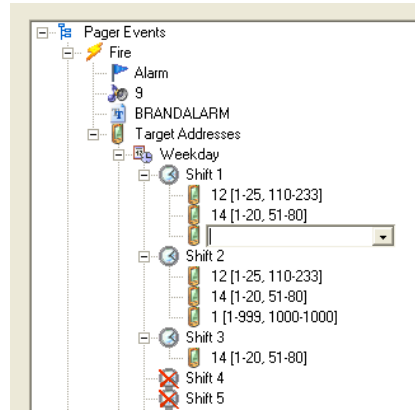 Pager Events
Fire
Alarm
9
BRANDALARM
Target Addresses
Weekday
Shift 1
12 [1-25, 110-233]
14 [1-20, 51-80]
Shift 2
12 [1-25, 110-233]
14 [1-20, 51-80]
1 [1-999, 1000-1000]
Shift 3
14 [1-20, 51-80]
Shift 4
Shift 5